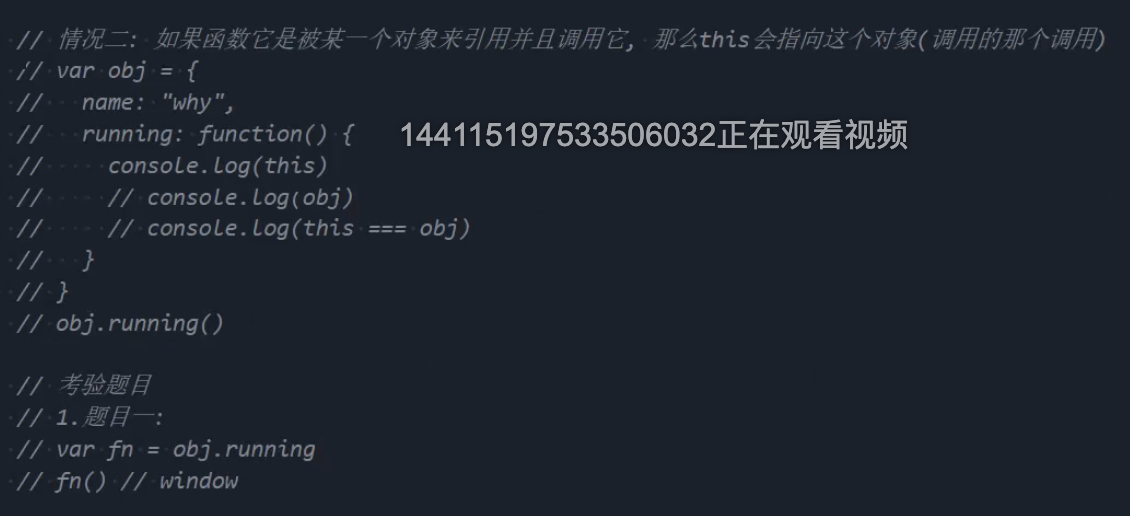 // 情况二: 如果函数它是被某一个对象来引用并且调用它, 那么this会指向这个对象(调用的那个调用)
// var obj = {
//   name: "why",
//   running: function() {
144115197533506032正在观看视频
//     console.log(this)
//     // console.log(obj)
//     // console.log(this === obj)
//   }
// }
// obj.running()
// 考验题目
// 1.题目一:
// var fn = obj.running
// fn() // window